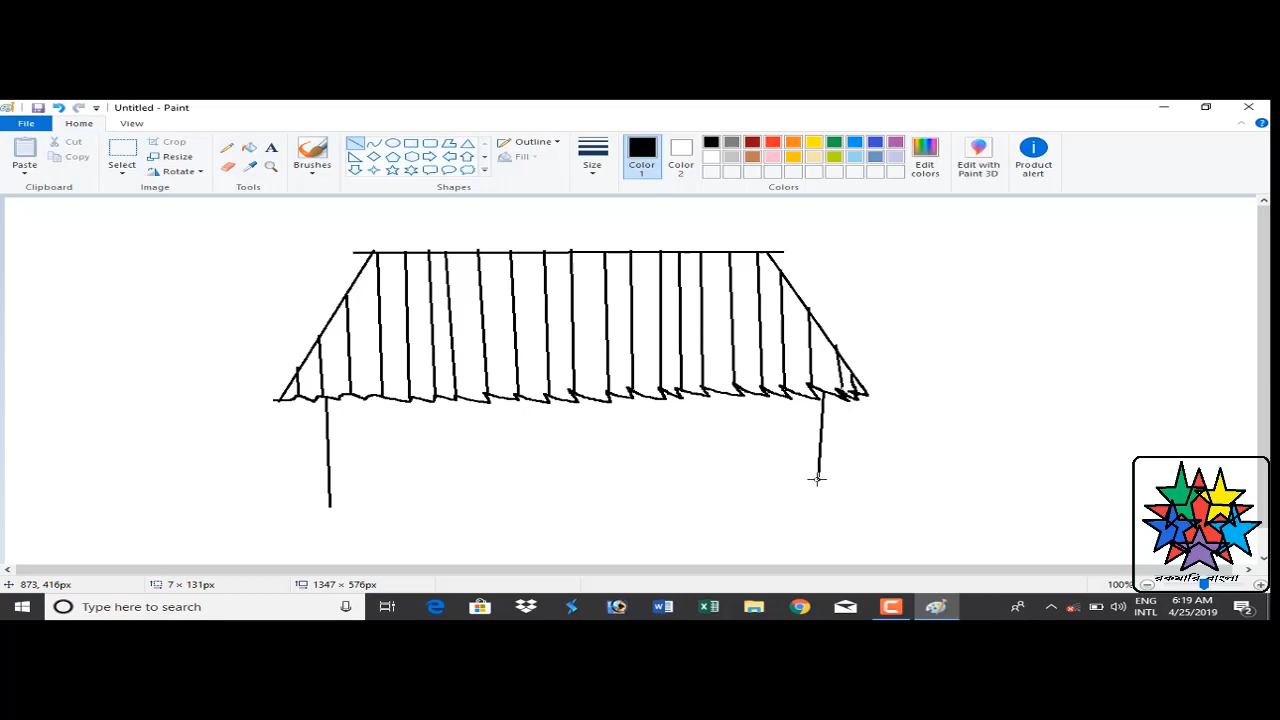 Untitled - Paint
File Home View
Paste
Cut
Copy
Clipboard
Select
Crop
Resize
Rotate
Image
Tools
Brushes
Shapes
Outline
Fill
Size
Color 1
Color 2
Colors
Edit colors
Edit with Paint 3D
Product alert
রকমারি বাংলা
873, 416px 7 × 131px 1347 × 576px 100%
Type here to search
ENG
INTL
6:19 AM
4/25/2019
2